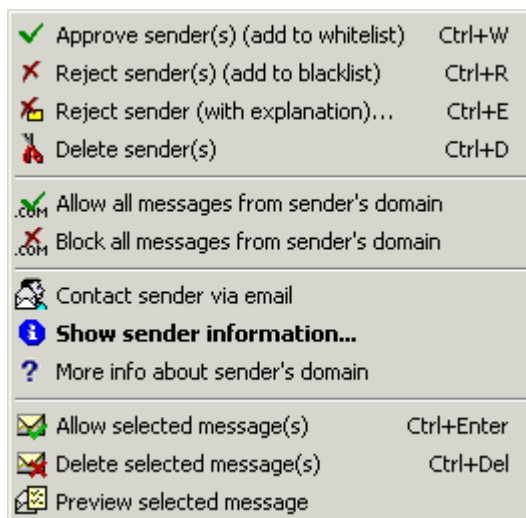 Approve sender(s) (add to whitelist) Ctrl+W
Reject sender(s) (add to blacklist) Ctrl+R
Reject sender (with explanation)... Ctrl+E
Delete sender(s) Ctrl+D
.COM Allow all messages from sender's domain
.COM Block all messages from sender's domain
Contact sender via email
Show sender information...
? More info about sender's domain
Allow selected message(s) Ctrl+Enter
Delete selected message(s) Ctrl+Del
Preview selected message